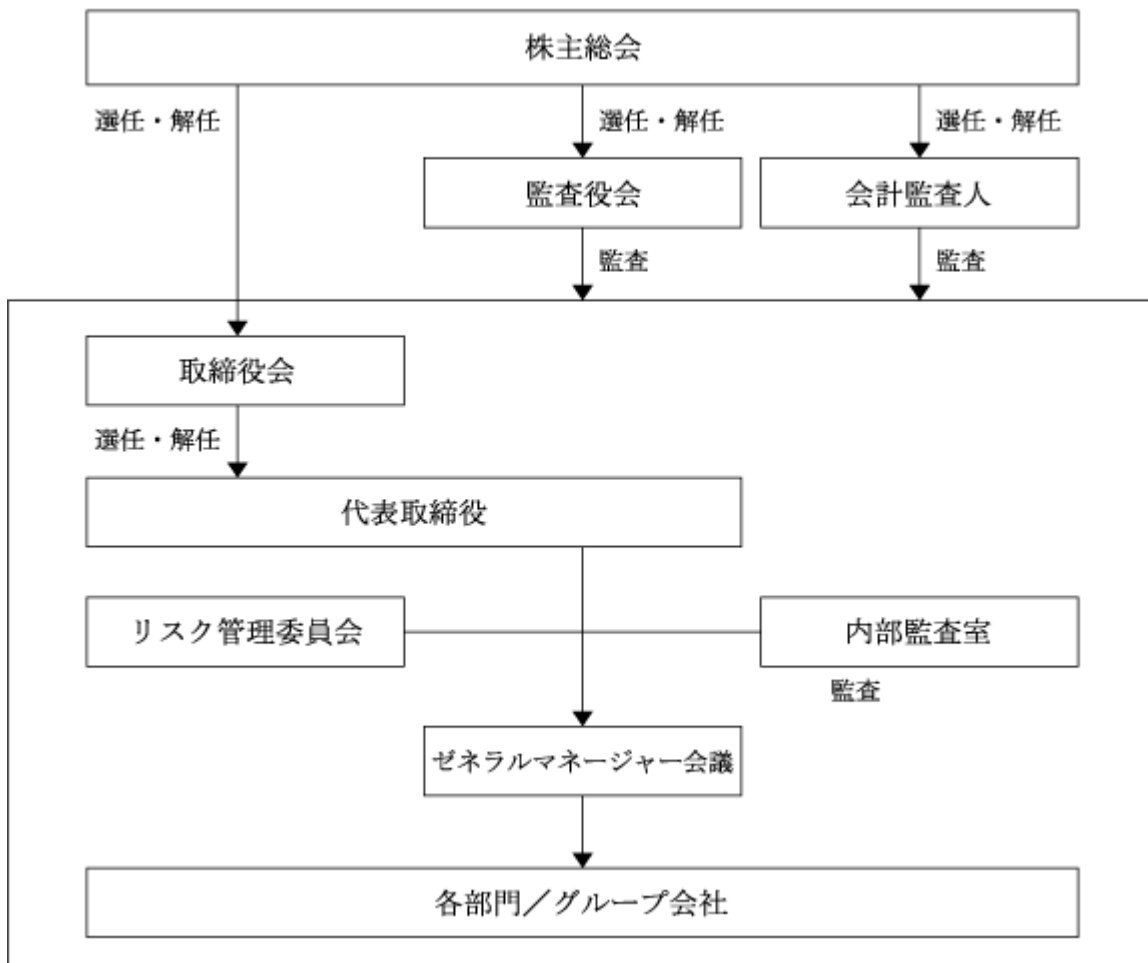 株主総会
選任・解任
選任・解任
選任・解任
監査役会
会計監査人
監査
監査
取締役会
選任・解任
代表取締役
リスク管理委員会
内部監査室
監査
ゼネラルマネージャー会議
各部門／グループ会社